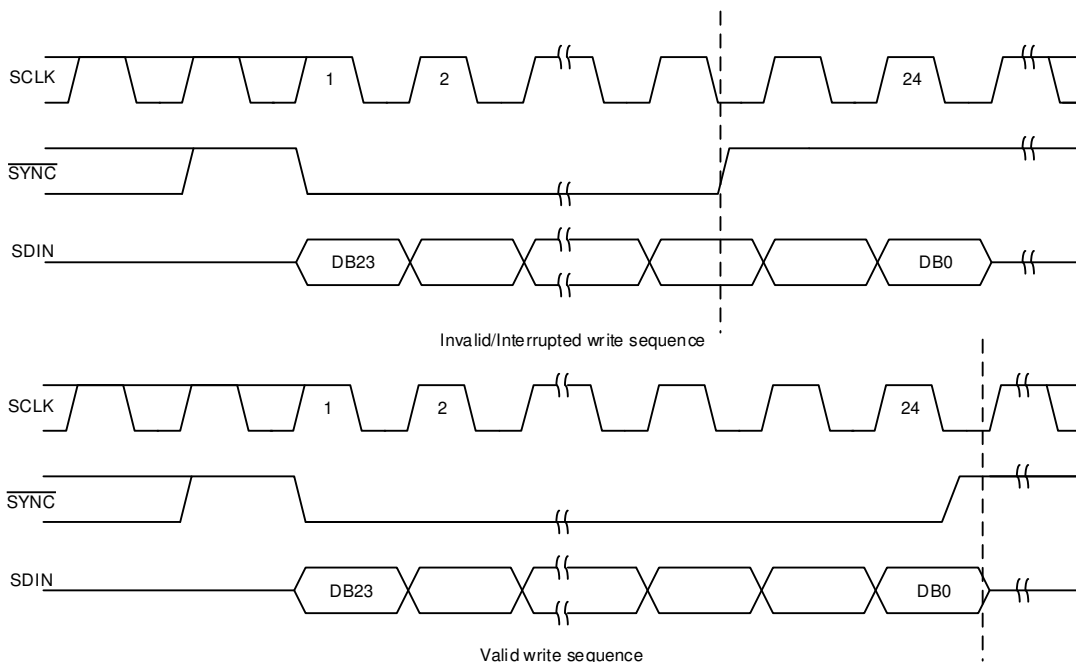 SCLK 1 2 24
SYNC
SDIN DB23 DB0
Invalid/Interrupted write sequence
SCLK 1 2 24
SYNC
SDIN DB23 DB0
Valid write sequence